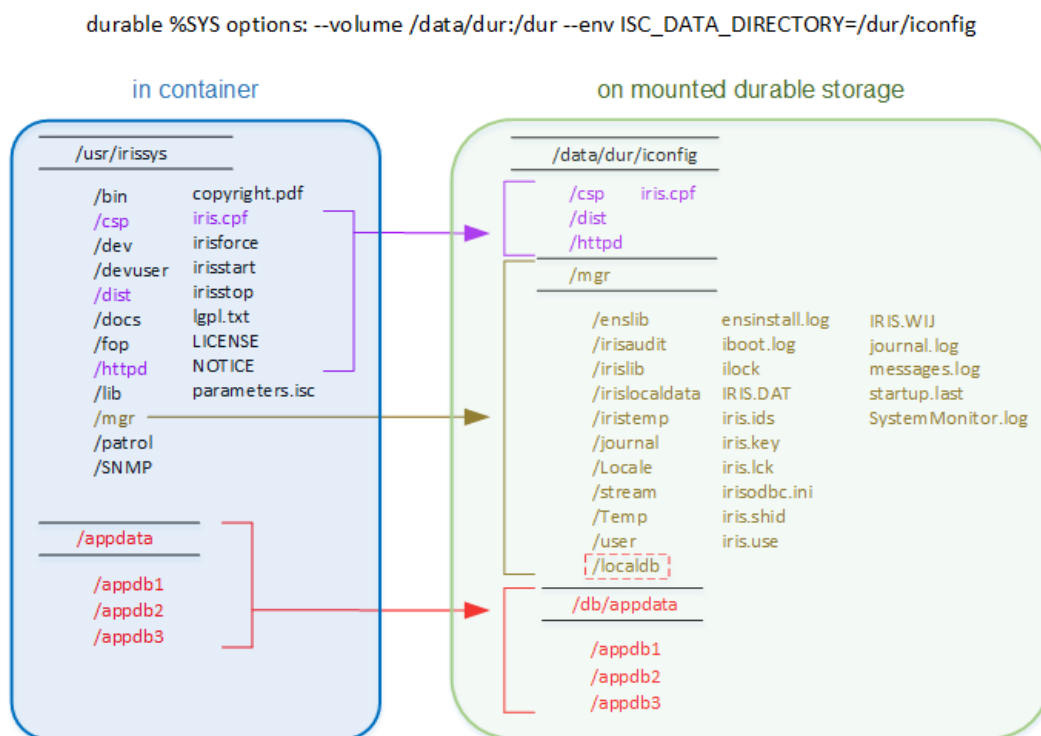 durable %SYS options: --volume /data/dur:/dur --env ISC_DATA_DIRECTORY=/dur/iconfig
in container
/usr/irissys
/bin copyright.pdf
/csp iris.cpf
/dev irisforce
/devuser irisstart
/dist irisstop
/docs lgpl.txt
/fop LICENSE
/httpd NOTICE
/lib parameters.isc
/mgr
/patrol
/SNMP
/appdata
/appdb1
/appdb2
/appdb3
on mounted durable storage
/data/dur/iconfig
/csp iris.cpf
/dist
/httpd
/mgr
/enslib ensinstall.log IRIS.WIJ
/irisaudit iboot.log journal.log
/irislib ilock messages.log
/irislocaldata IRIS.DAT startup.last
/iristemp iris.ids SystemMonitor.log
/journal iris.key
/Locale iris.lck
/stream irisodbc.ini
/Temp iris.shid
/user iris.use
/localdb
/db/appdata
/appdb1
/appdb2
/appdb3